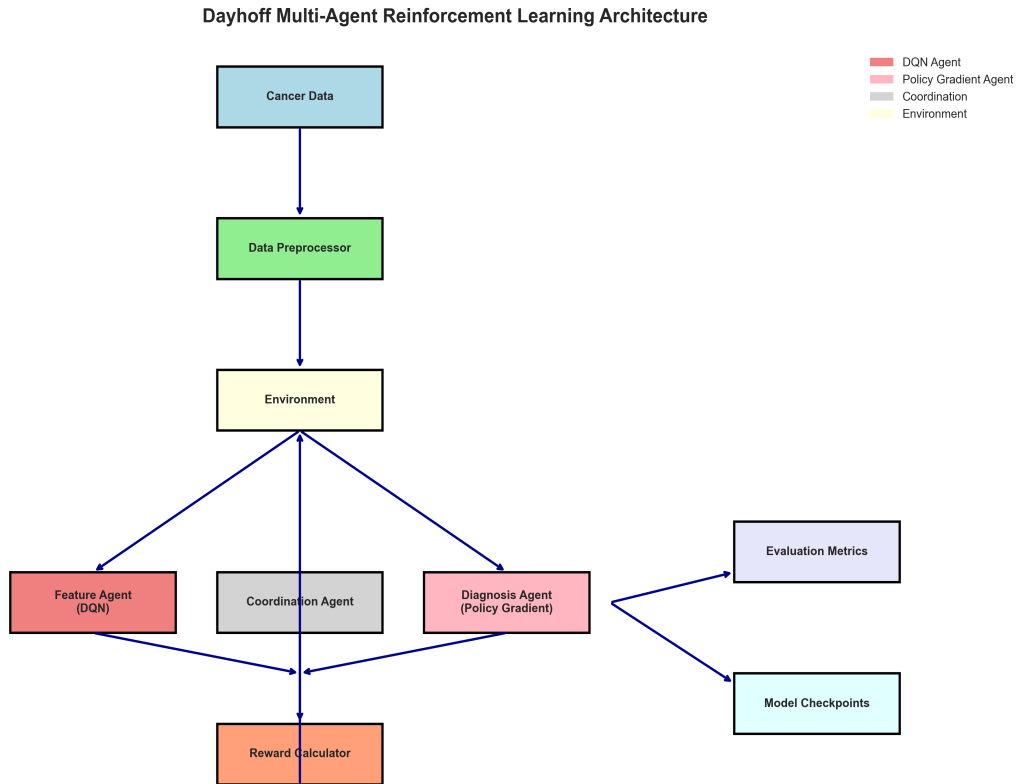 Dayhoff Multi-Agent Reinforcement Learning Architecture
DQN Agent
Policy Gradient Agent
Coordination
Environment
Cancer Data
Data Preprocessor
Environment
Evaluation Metrics
Feature Agent
(DQN)
Coordination Agent
Diagnosis Agent
(Policy Gradient)
Model Checkpoints
Reward Calculator